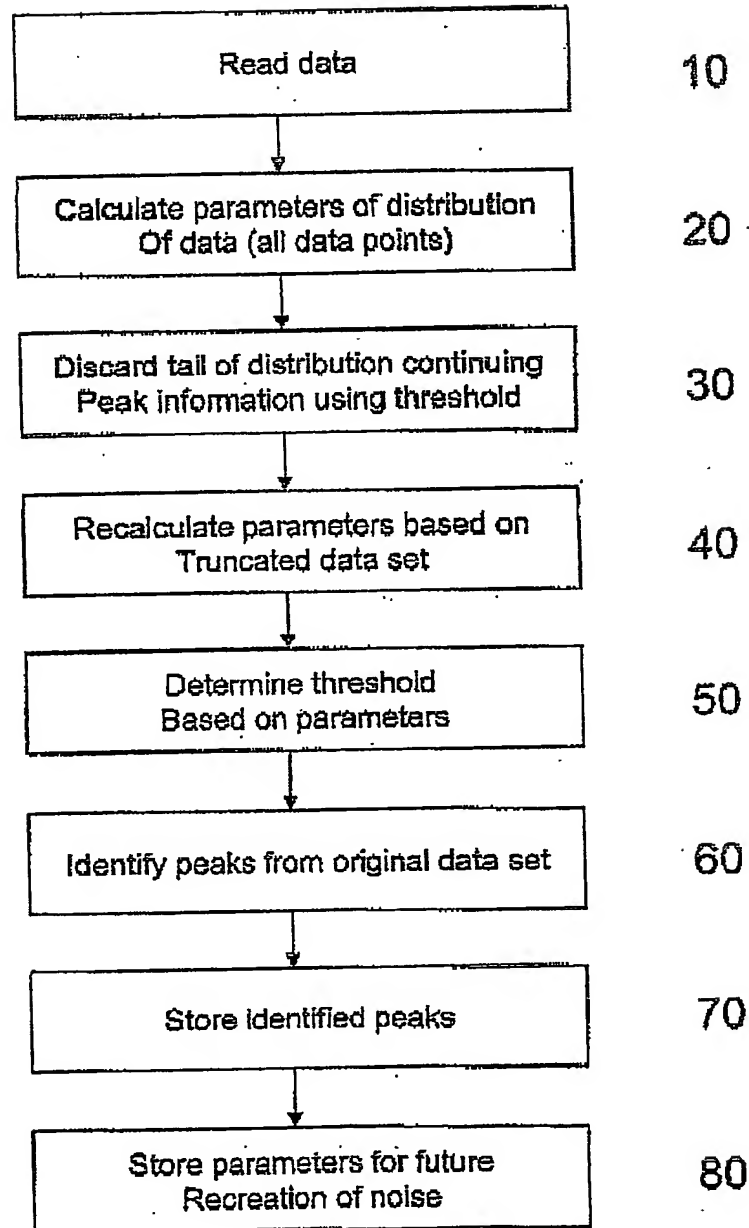 Read data 10
Calculate parameters of distribution 20
Of data (all data points)
Discard tail of distribution continuing 30
Peak information using threshold
Recalculate parameters based on 40
Truncated data set
Determine threshold 50
Based on parameters
Identify peaks from original data set 60
Store identified peaks 70
Store parameters for future 80
Recreation of noise